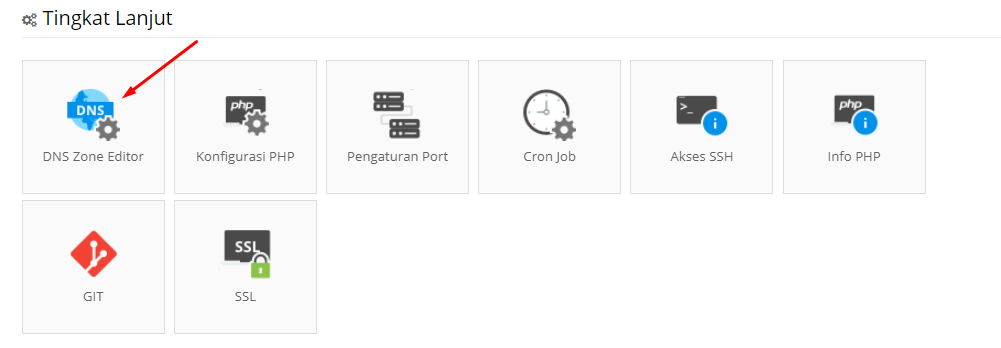 Tingkat Lanjut
DNS
DNS Zone Editor
php
Konfigurasi PHP
Pengaturan Port
Cron Job
>_
i
Akses SSH
php
i
Info PHP
GIT
SSL
SSL